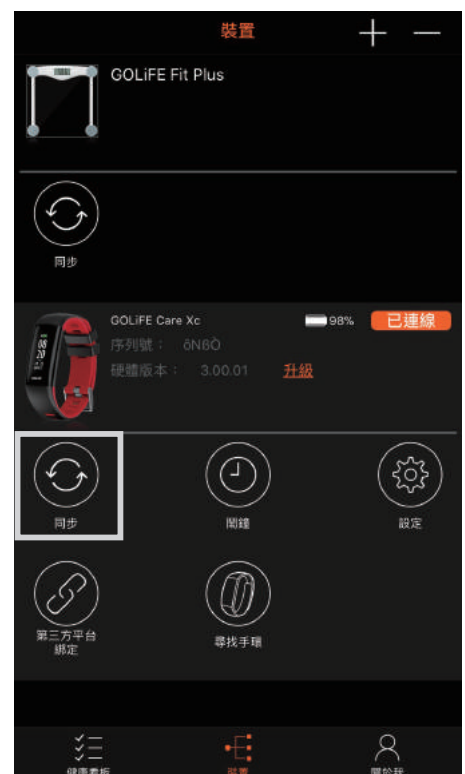 裝置
GOLiFE Fit Plus
同步
GOLiFE Care Xc
98%
已連線
序列號： ōN8Ò
硬體版本： 3.00.01 升級
同步
鬧鐘
設定
第三方平台
綁定
尋找手環
健康看板
裝置
關於我